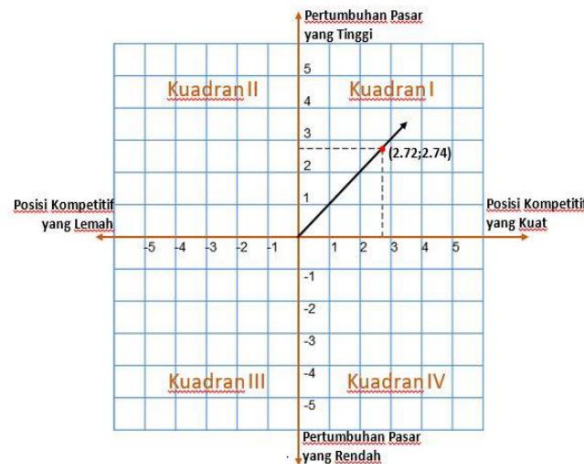 Pertumbuhan Pasar
yang Tinggi
5
Kuadran II
Kuadran I
4
3
(2.72;2.74)
2
1
Posisi Kompetitif
yang Lemah
Posisi Kompetitif
yang Kuat
-5 -4 -3 -2 -1 1 2 3 4 5
-1
-2
-3
-4
Kuadran III
Kuadran IV
-5
Pertumbuhan Pasar
yang Rendah